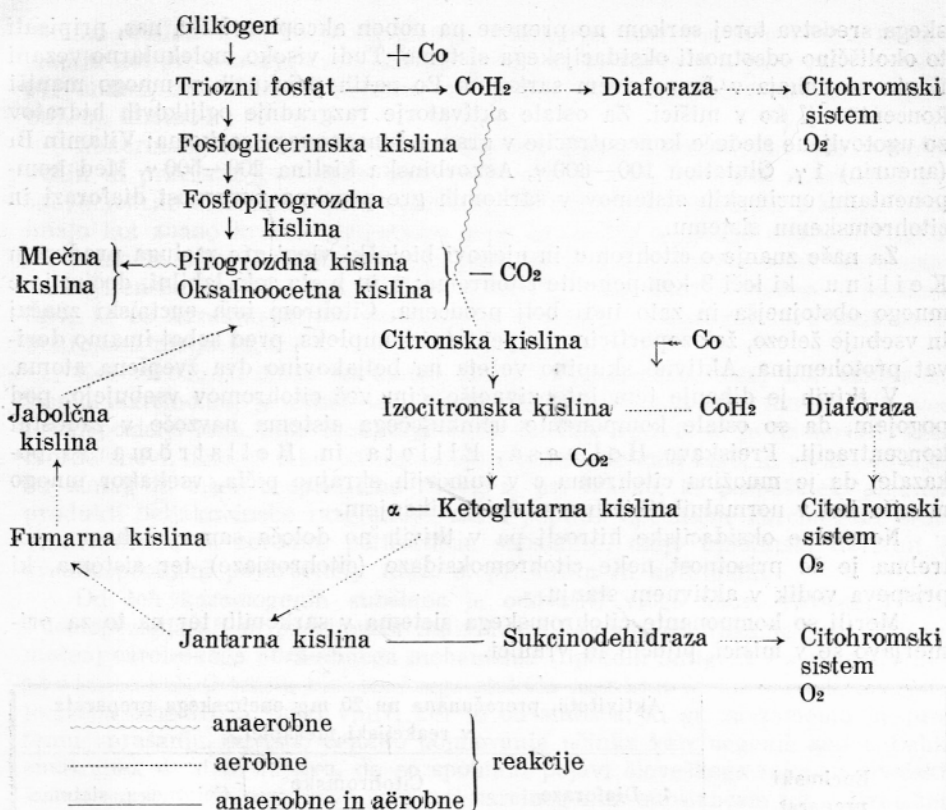 Glikogen
+ Co
Triozni fosfat → CoH₂ → Diaforaza Citohromski
sistem
O₂
Fosfoglicerinska kislina
Fosfopirogrozdna
kislina
Mlečna
kislina
Pirogrozdna kislina
Oksalmoocetna kislina
— CO₂
Citronska kislina Co
Jabolčna
kislina
Izocitronska kislina CoH₂ Diaforaza
— Co₂
α - Ketoglutarna kislina Citohromski
sistem
O₂
Fumarna kislina
Jantarna kislina Sukcinodehidraza Citohromski
sistem
O₂
anaerobne
aerobne
anaerobne in aërobne
reakcije